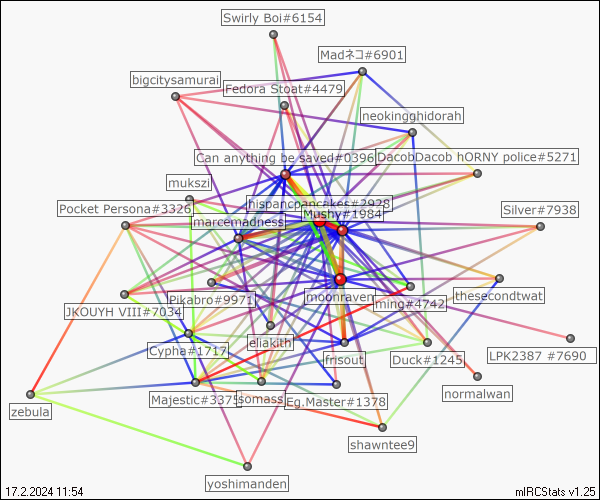 Swirly Boi#6154
Madネコ#6901
bigcitysamurai
Fedora Stoat#4479
neokingghidorah
Can anything be saved#0396
DacobDacob hORNY police#5271
mukszi
hispanicpancakes#2928
Pocket Persona#3326
Mushy#1984
Silver#7938
marcemadness
Pikabro#9971
moonraven
ming#4742
thesecondtwat
JKOUYH VIII#7034
eliakith
Cypha#1717
frisout
Duck#1245
LPK2387 #7690
zebula
Majestic#3375
somass
Eg.Master#1378
normalwan
shawntee9
yoshimanden
17.2.2024 11:54
mIRCStats v1.25